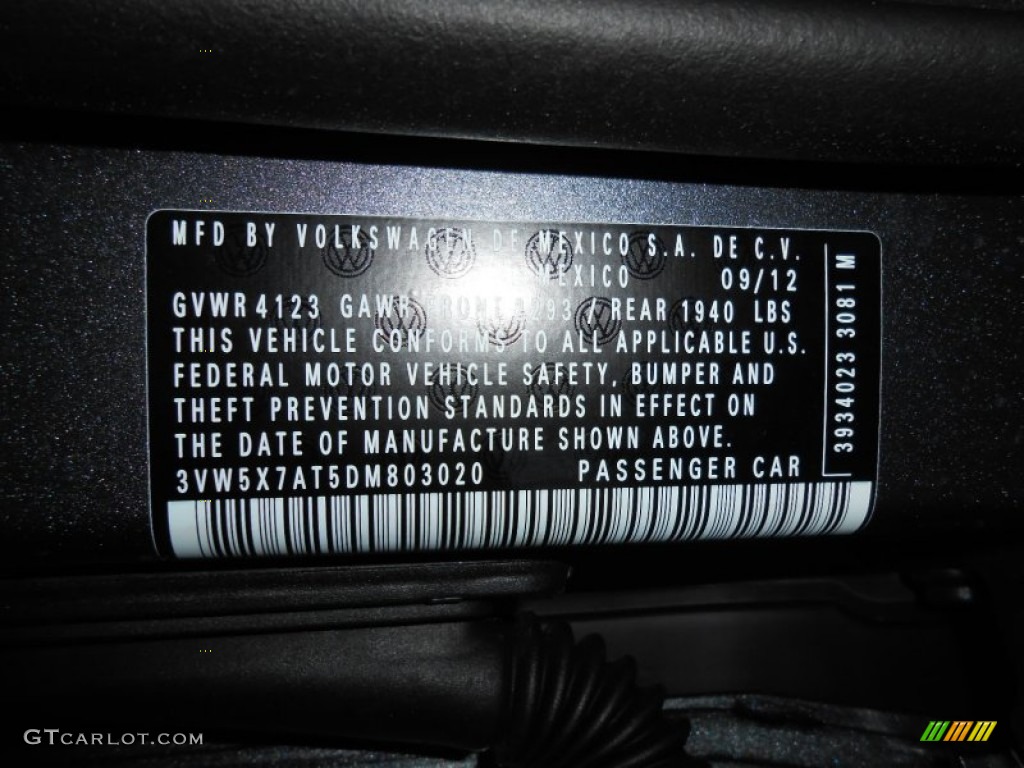 MFD BY VOLKSWAGEN DE MEXICO S.A. DE C.V.
MEXICO 09/12
GVWR 4123 GAWR FRONT 2293 / REAR 1940 LBS
THIS VEHICLE CONFORMS TO ALL APPLICABLE U.S.
FEDERAL MOTOR VEHICLE SAFETY, BUMPER AND
THEFT PREVENTION STANDARDS IN EFFECT ON
THE DATE OF MANUFACTURE SHOWN ABOVE.
3VW5X7AT5DM803020 PASSENGER CAR
3934023 3081 M
GTCARLOT.COM